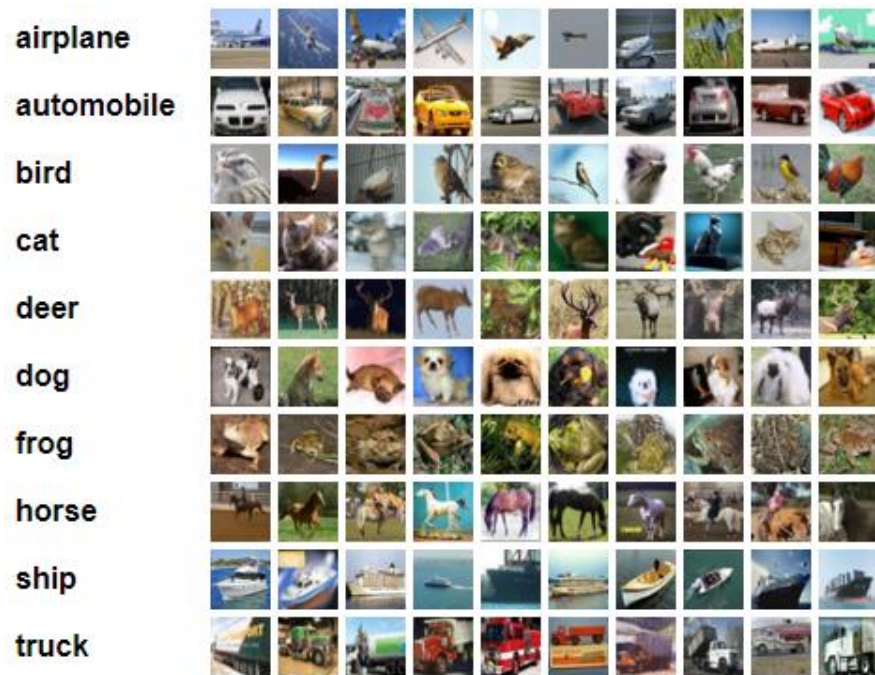 airplane
automobile
bird
cat
deer
dog
frog
horse
ship
truck